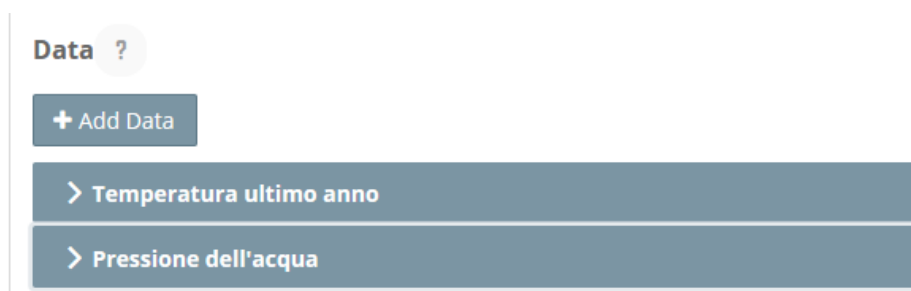 Data ?
Add Data
Temperatura ultimo anno
Pressione dell'acqua